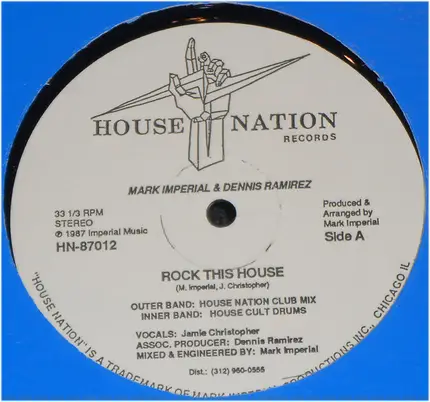 HOUSE NATION
RECORDS
MARK IMPERIAL & DENNIS RAMIREZ
33 1/3 RPM
STEREO
℗ 1987 Imperial Music
HN-87012
Produced &
Arranged by
Mark Imperial
Side A
ROCK THIS HOUSE
(M. Imperial, J. Christopher)
OUTER BAND: HOUSE NATION CLUB MIX
INNER BAND: HOUSE CULT DRUMS
VOCALS: Jamie Christopher
ASSOC. PRODUCER: Dennis Ramirez
MIXED & ENGINEERED BY: Mark Imperial
Dist.: (312) 960-0555
"HOUSE NATION" IS A TRADEMARK OF MARK IMPERIAL PRODUCTIONS INC., CHICAGO IL